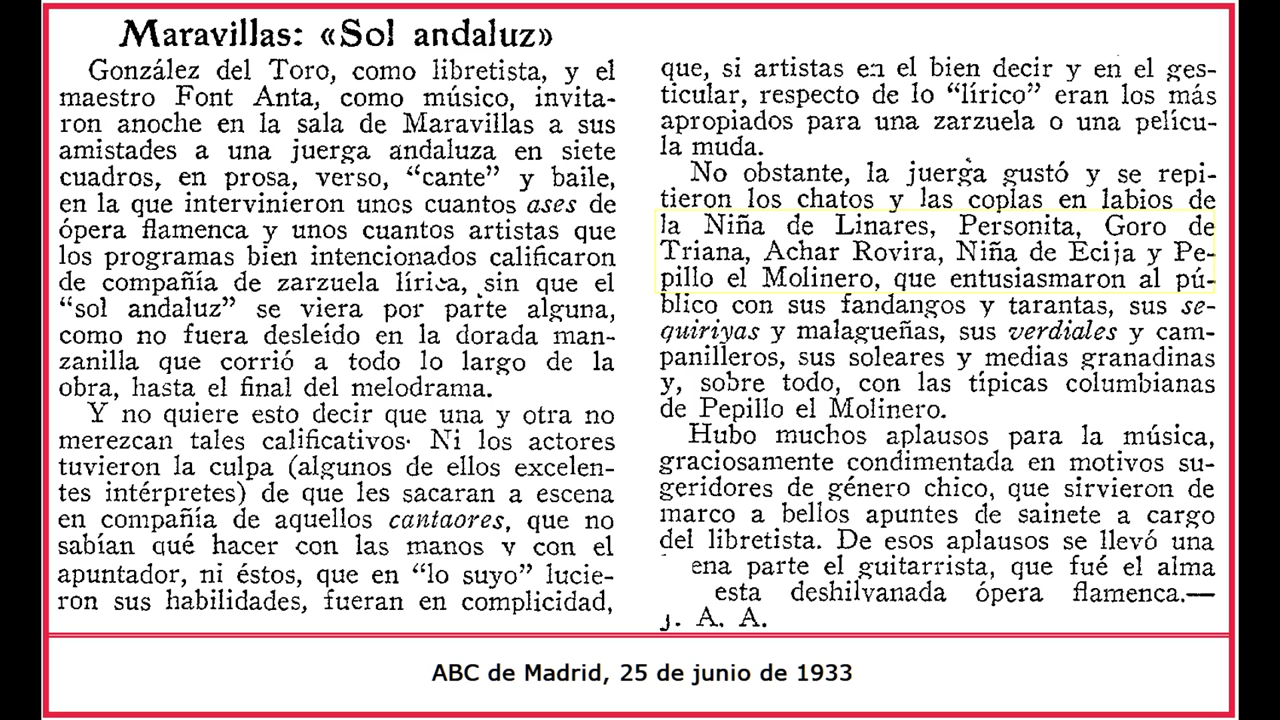 Maravillas: «Sol andaluz»
González del Toro, como libretista, y el
maestro Font Anta, como músico, invita-
ron anoche en la sala de Maravillas a sus
amistades a una juerga andaluza en siete
cuadros, en prosa, verso, “cante” y baile,
en la que intervinieron unos cuantos ases de
ópera flamenca y unos cuantos artistas que
los programas bien intencionados calificaron
de compañía de zarzuela lírica, sin que el
“sol andaluz” se viera por parte alguna,
como no fuera desleído en la dorada man-
zanilla que corrió a todo lo largo de la
obra, hasta el final del melodrama.
Y no quiere esto decir que una y otra no
merezcan tales calificativos· Ni los actores
tuvieron la culpa (algunos de ellos excelen-
tes intérpretes) de que les sacaran a escena
en compañía de aquellos cantaores, que no
sabían qué hacer con las manos y con el
apuntador, ni éstos, que en “lo suyo” lucie-
ron sus habilidades, fueran en complicidad,
que, si artistas en el bien decir y en el ges-
ticular, respecto de lo “lírico” eran los más
apropiados para una zarzuela o una pelícu-
la muda.
No obstante, la juerga gustó y se repi-
tieron los chatos y las coplas en labios de
la Niña de Linares, Personita, Goro de
Triana, Achar Rovira, Niña de Ecija y Pe-
pillo el Molinero, que entusiasmaron al pú-
blico con sus fandangos y tarantas, sus se-
quiriyas y malagueñas, sus verdiales y cam-
panilleros, sus soleares y medias granadinas
y, sobre todo, con las típicas columbianas
de Pepillo el Molinero.
Hubo muchos aplausos para la música,
graciosamente condimentada en motivos su-
geridores de género chico, que sirvieron de
marco a bellos apuntes de sainete a cargo
del libretista. De esos aplausos se llevó una
ena parte el guitarrista, que fué el alma
esta deshilvanada ópera flamenca.—
J. A. A.
ABC de Madrid, 25 de junio de 1933